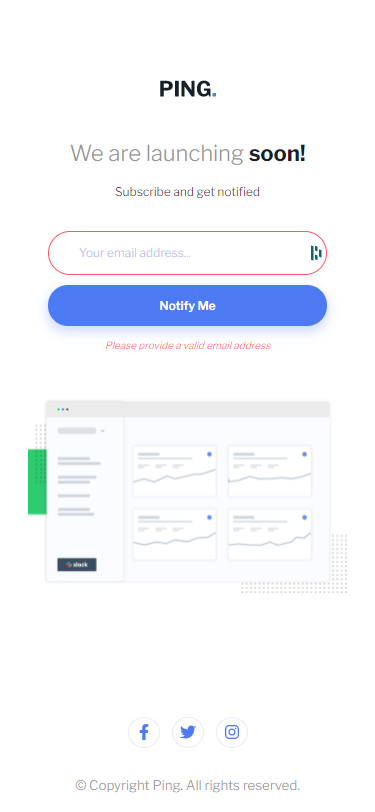 PING.
We are launching soon!
Subscribe and get notified
Your email address...
Notify Me
Please provide a valid email address
slack
© Copyright Ping. All rights reserved.